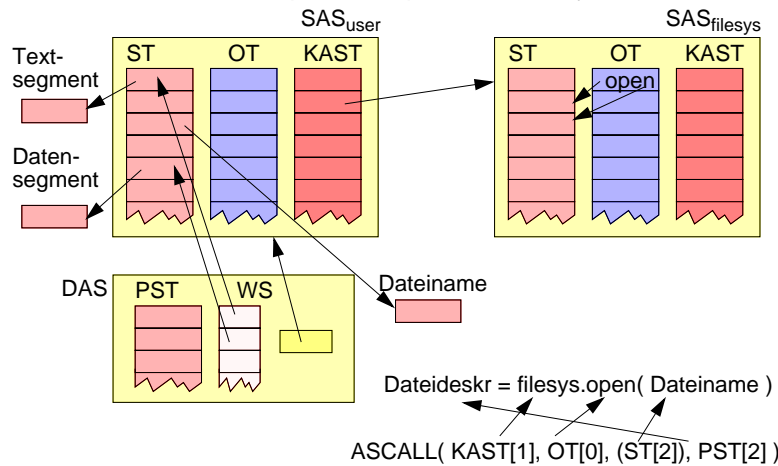 SASuser
SASfilesys
ST OT KAST
ST OT KAST
Text-
segment
open
Daten-
segment
DAS
PST WS
Dateiname
Dateideskr = filesys.open( Dateiname )
ASCALL( KAST[1], OT[0], (ST[2]), PST[2] )